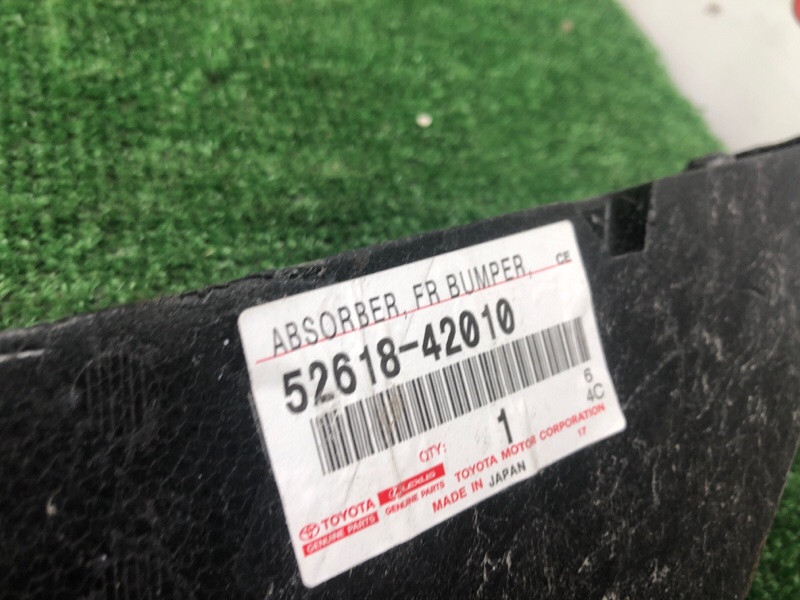 ABSORBER, FR BUMPER, CE
52618-42010
6
4C
QTY: 1
17
TOYOTA LEXUS TOYOTA MOTOR CORPORATION
GENUINE PARTS GENUINE PARTS MADE IN JAPAN